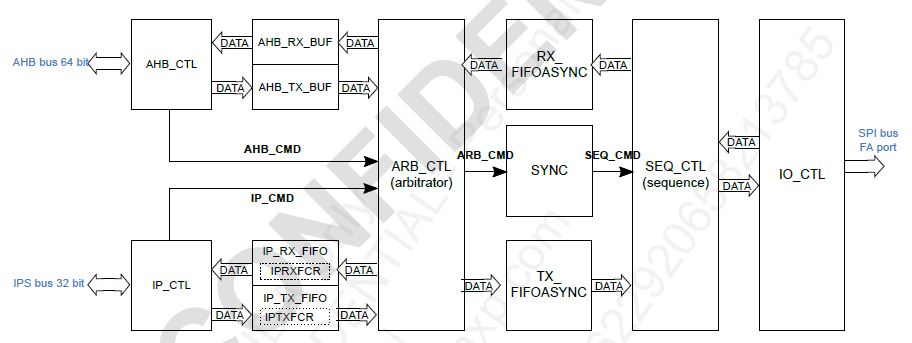 AHB bus 64 bit
AHB_CTL
DATA
AHB_RX_BUF
DATA
DATA
AHB_TX_BUF
DATA
AHB_CMD
IP_CMD
IPS bus 32 bit
IP_CTL
DATA
IP_RX_FIFO
IPRXFCR
DATA
DATA
IP_TX_FIFO
IPTXFCR
DATA
ARB_CTL
(arbitrator)
DATA
RX_
FIFOASYNC
DATA
ARB_CMD
SYNC
SEQ_CMD
DATA
TX_
FIFOASYNC
DATA
SEQ_CTL
(sequence)
DATA
DATA
IO_CTL
SPI bus
FA port
CONFIDEN